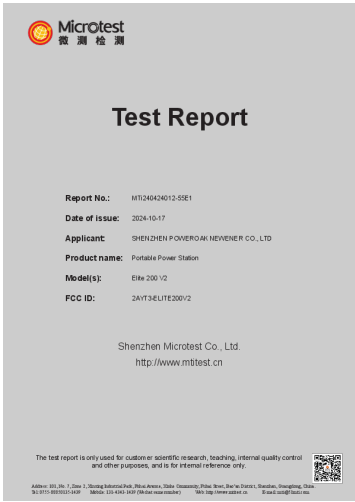 Microtest
微测检测
Test Report
Report No.: MTi240424012-55E1
Date of issue: 2024-10-17
Applicant: SHENZHEN POWEROAK NEWENER CO., LTD
Product name: Portable Power Station
Model(s): Elite 200 V2
FCC ID: 2AYT3-ELITE200V2
Shenzhen Microtest Co., Ltd.
http://www.mtitest.cn
The test report is only used for customer scientific research, teaching, internal quality control
and other purposes, and is for internal reference only.